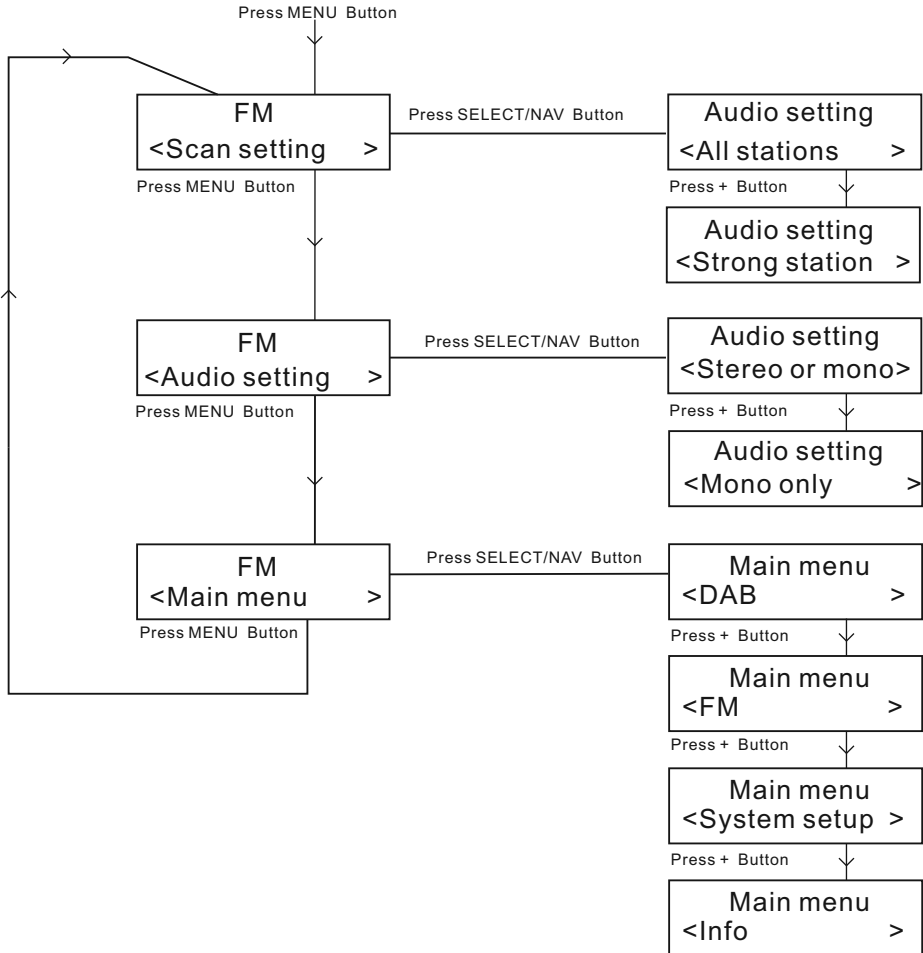 Press MENU Button
FM
<Scan setting >
Press SELECT/NAV Button
Audio setting
<All stations >
Press + Button
Audio setting
<Strong station >
Press MENU Button
FM
<Audio setting >
Press SELECT/NAV Button
Audio setting
<Stereo or mono>
Press + Button
Audio setting
<Mono only >
Press MENU Button
FM
<Main menu >
Press SELECT/NAV Button
Main menu
<DAB >
Press + Button
Main menu
<FM >
Press + Button
Main menu
<System setup >
Press + Button
Main menu
<Info >
Press MENU Button